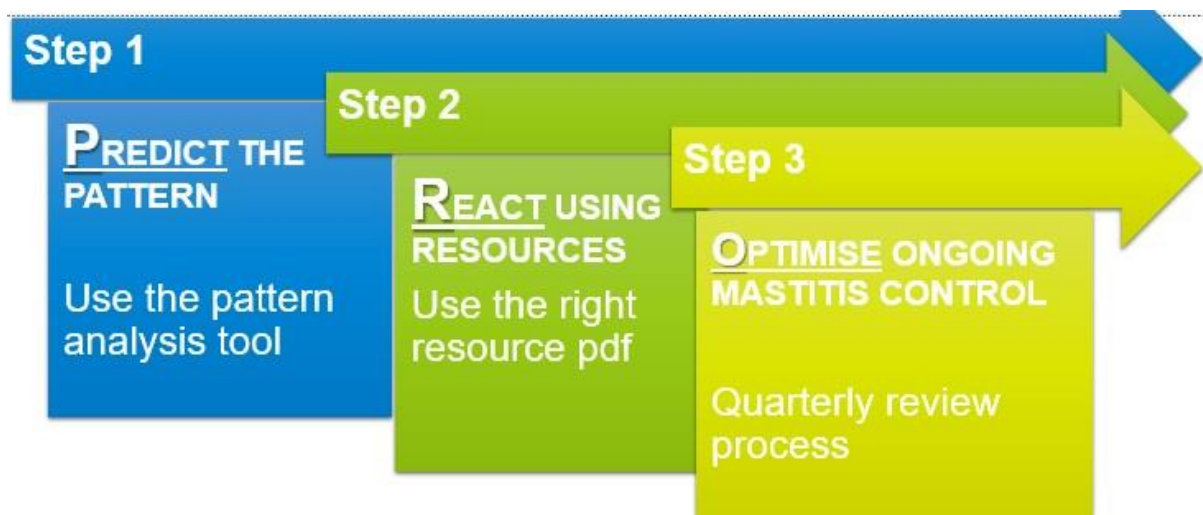 Step 1
PREDICT THE
PATTERN
Use the pattern
analysis tool
Step 2
REACT USING
RESOURCES
Use the right
resource pdf
Step 3
OPTIMISE ONGOING
MASTITIS CONTROL
Quarterly review
process